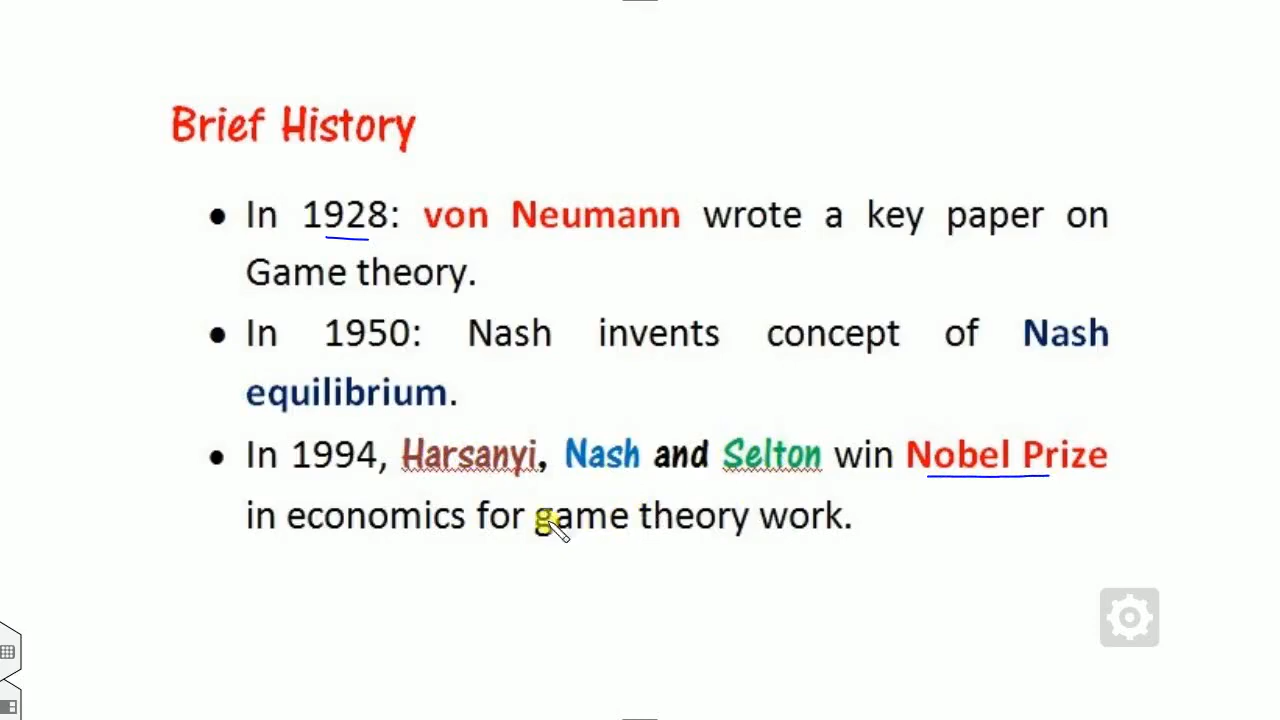 Brief History
• In 1928: von Neumann wrote a key paper on
Game theory.
• In 1950: Nash invents concept of Nash
equilibrium.
• In 1994, Harsanyi, Nash and Selton win Nobel Prize
in economics for game theory work.